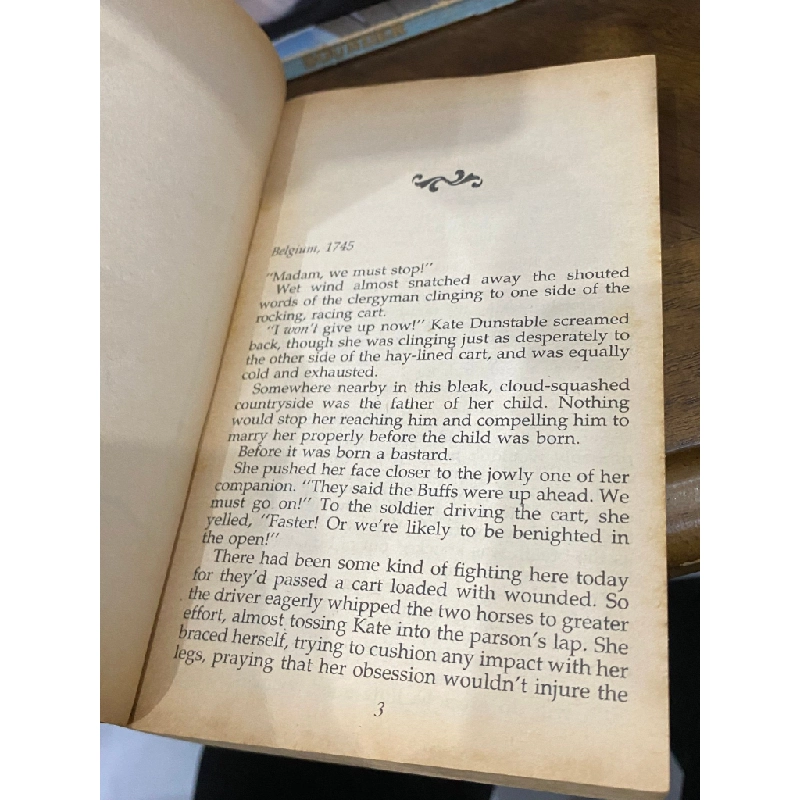 Belgium, 1745
"Madam, we must stop!"
Wet wind almost snatched away the shouted
words of the clergyman clinging to one side of the
rocking, racing cart.
"I won't give up now!" Kate Dunstable screamed
back, though she was clinging just as desperately to
the other side of the hay-lined cart, and was equally
cold and exhausted.
Somewhere nearby in this bleak, cloud-squashed
countryside was the father of her child. Nothing
would stop her reaching him and compelling him to
marry her properly before the child was born.
Before it was born a bastard.
She pushed her face closer to the jowly one of her
companion. "They said the Buffs were up ahead. We
must go on!" To the soldier driving the cart, she
yelled, "Faster! Or we're likely to be benighted in
the open!"
There had been some kind of fighting here today
for they'd passed a cart loaded with wounded. So
the driver eagerly whipped the two horses to greater
effort, almost tossing Kate into the parson's lap. She
braced herself, trying to cushion any impact with her
legs, praying that her obsession wouldn't injure the
3